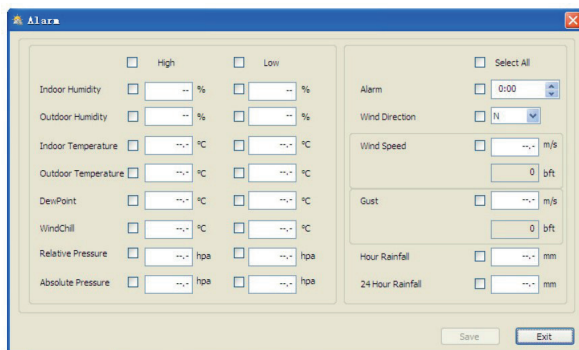 Alarm
High Low Select All
Indoor Humidity -- % -- % Alarm 0:00
Outdoor Humidity -- % -- % Wind Direction N
Indoor Temperature --.- ºC --.- ºC Wind Speed --.- m/s
Outdoor Temperature --.- ºC --.- ºC 0 bft
DewPoint --.- ºC --.- ºC Gust --.- m/s
WindChill --.- ºC --.- ºC 0 bft
Relative Pressure --.- hpa --.- hpa Hour Rainfall --.- mm
Absolute Pressure --.- hpa --.- hpa 24 Hour Rainfall --.- mm
Save Exit